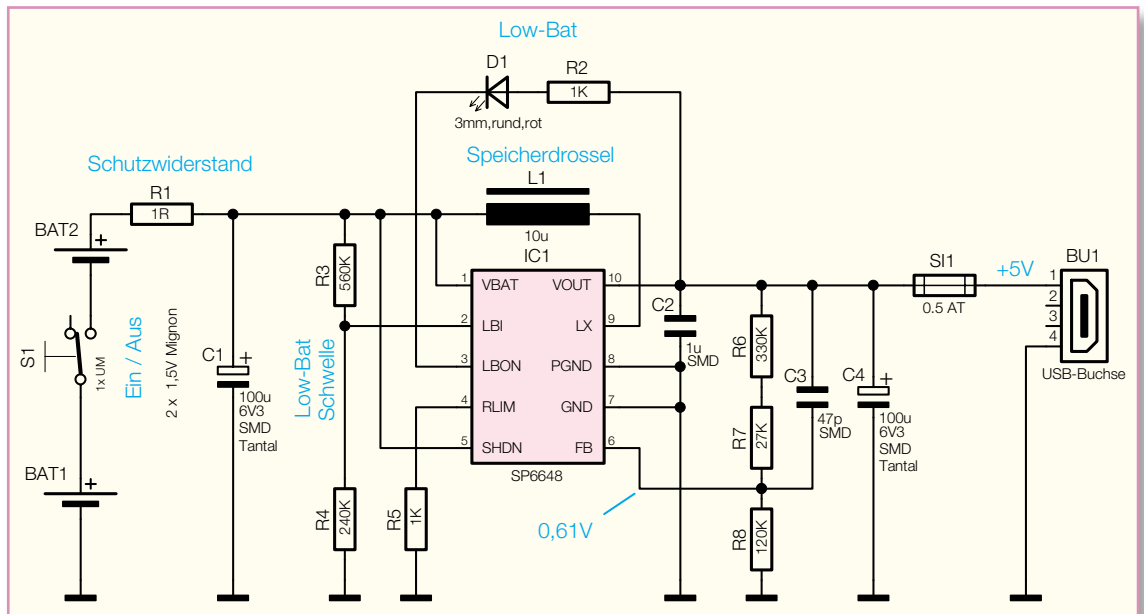 Low-Bat
D1
R2
1K
3mm,rund,rot
Schutzwiderstand
Speicherdrossel
R1
1R
L1
10u
BAT2
+
IC1
R3
560K
1
VBAT
VOUT
10
2
LBI
LX
9
3
LBON
PGND
8
4
RLIM
GND
7
5
SHDN
FB
6
SP6648
SI1
0.5 AT
+5V
BU1
1
2
3
4
USB-Buchse
C2
1u
SMD
R6
330K
C3
47p
SMD
C4
+
100u
6V3
SMD
Tantal
R7
27K
S1
1x UM
Ein / Aus
2 x 1,5V Mignon
C1
+
100u
6V3
SMD
Tantal
Low-Bat
Schwelle
BAT1
+
R4
240K
R5
1K
0,61V
R8
120K